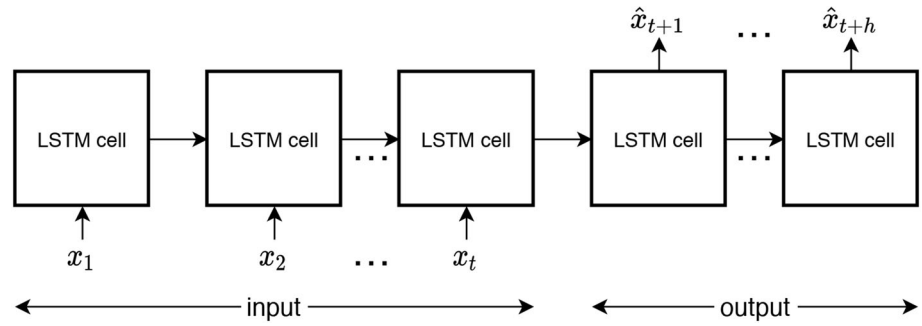 x̂_{t+1} ... x̂_{t+h}
LSTM cell LSTM cell ... LSTM cell LSTM cell ... LSTM cell
x_1 x_2 ... x_t
input output